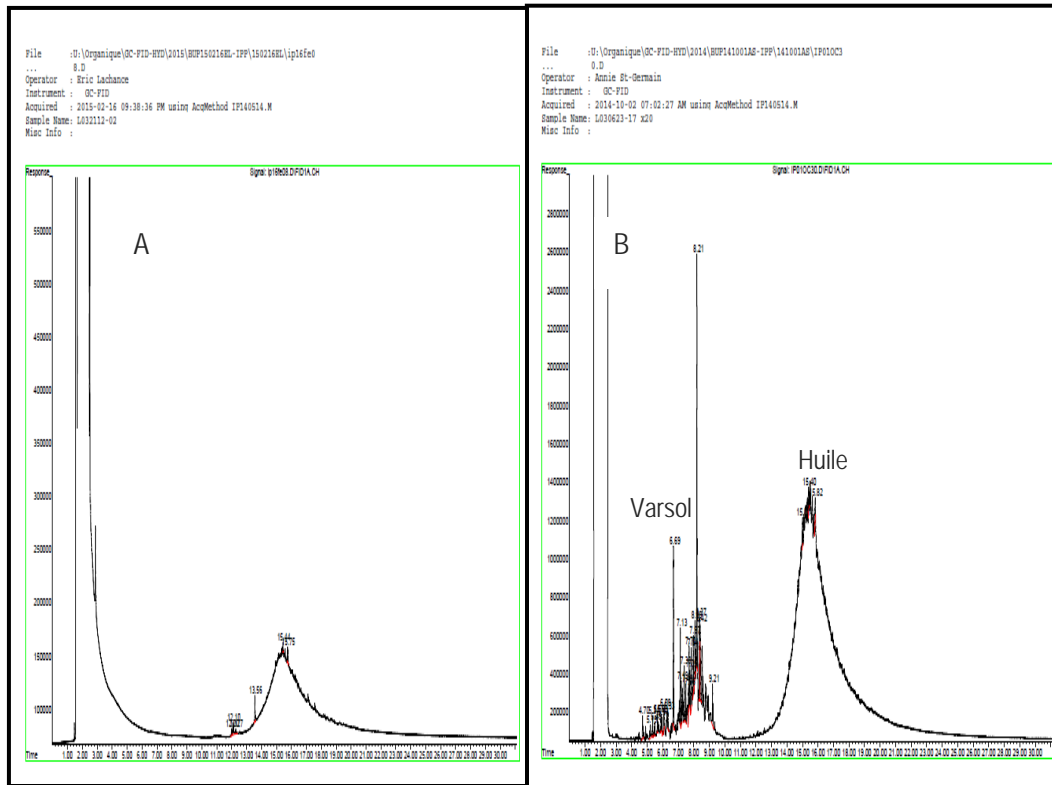 File :U:\Organique\GC-FID-HYD\2015\HUP150216EL-IPP\150216EL\ip16fe0
... 8.D
Operator : Eric Lachance
Instrument : GC-FID
Acquired : 2015-02-16 09:38:36 PM using AcqMethod IP140514.M
Sample Name: L032112-02
Misc Info :
Response_
Signal: ip16fe08.D\FID1A.CH
A
550000
500000
450000
400000
350000
300000
250000
200000
150000
100000
15.44
15.75
13.56
12.10
Time
1.00 2.00 3.00 4.00 5.00 6.00 7.00 8.00 9.00 10.00 11.00 12.00 13.00 14.00 15.00 16.00 17.00 18.00 19.00 20.00 21.00 22.00 23.00 24.00 25.00 26.00 27.00 28.00 29.00 30.00
File :U:\Organique\GC-FID-HYD\2014\HUP141001AS-IPP\141001AS\IP01OC3
... 0.D
Operator : Annie St-Germain
Instrument : GC-FID
Acquired : 2014-10-02 07:02:27 AM using AcqMethod IP140514.M
Sample Name: L030623-17 x20
Misc Info :
Response_
Signal: IP01OC30.D\FID1A.CH
B
2800000
2600000
2400000
2200000
2000000
1800000
1600000
1400000
1200000
1000000
800000
600000
400000
200000
8.21
Huile
15.40
5.62
Varsol
6.69
7.13
9.21
4.70
Time
1.00 2.00 3.00 4.00 5.00 6.00 7.00 8.00 9.00 10.00 11.00 12.00 13.00 14.00 15.00 16.00 17.00 18.00 19.00 20.00 21.00 22.00 23.00 24.00 25.00 26.00 27.00 28.00 29.00 30.00